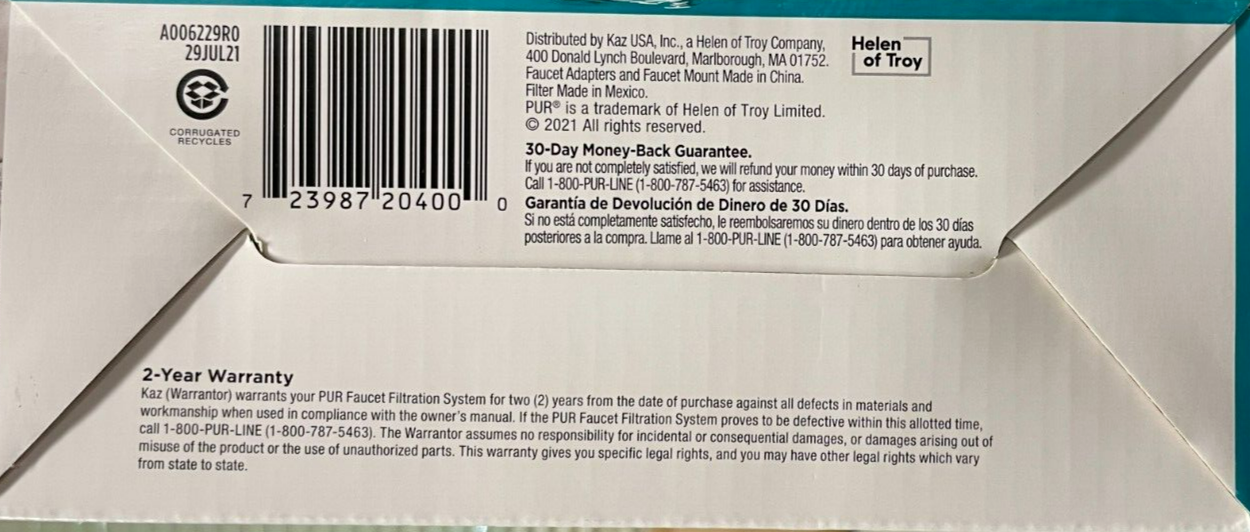 A006229R0
29JUL21
CORRUGATED
RECYCLES
7 23987 20400 0
Distributed by Kaz USA, Inc., a Helen of Troy Company,
400 Donald Lynch Boulevard, Marlborough, MA 01752.
Faucet Adapters and Faucet Mount Made in China.
Filter Made in Mexico.
PUR® is a trademark of Helen of Troy Limited.
© 2021 All rights reserved.
Helen
of Troy
30-Day Money-Back Guarantee.
If you are not completely satisfied, we will refund your money within 30 days of purchase.
Call 1-800-PUR-LINE (1-800-787-5463) for assistance.
Garantía de Devolución de Dinero de 30 Días.
Si no está completamente satisfecho, le reembolsaremos su dinero dentro de los 30 días
posteriores a la compra. Llame al 1-800-PUR-LINE (1-800-787-5463) para obtener ayuda.
2-Year Warranty
Kaz (Warrantor) warrants your PUR Faucet Filtration System for two (2) years from the date of purchase against all defects in materials and
workmanship when used in compliance with the owner's manual. If the PUR Faucet Filtration System proves to be defective within this allotted time,
call 1-800-PUR-LINE (1-800-787-5463). The Warrantor assumes no responsibility for incidental or consequential damages, or damages arising out of
misuse of the product or the use of unauthorized parts. This warranty gives you specific legal rights, and you may have other legal rights which vary
from state to state.